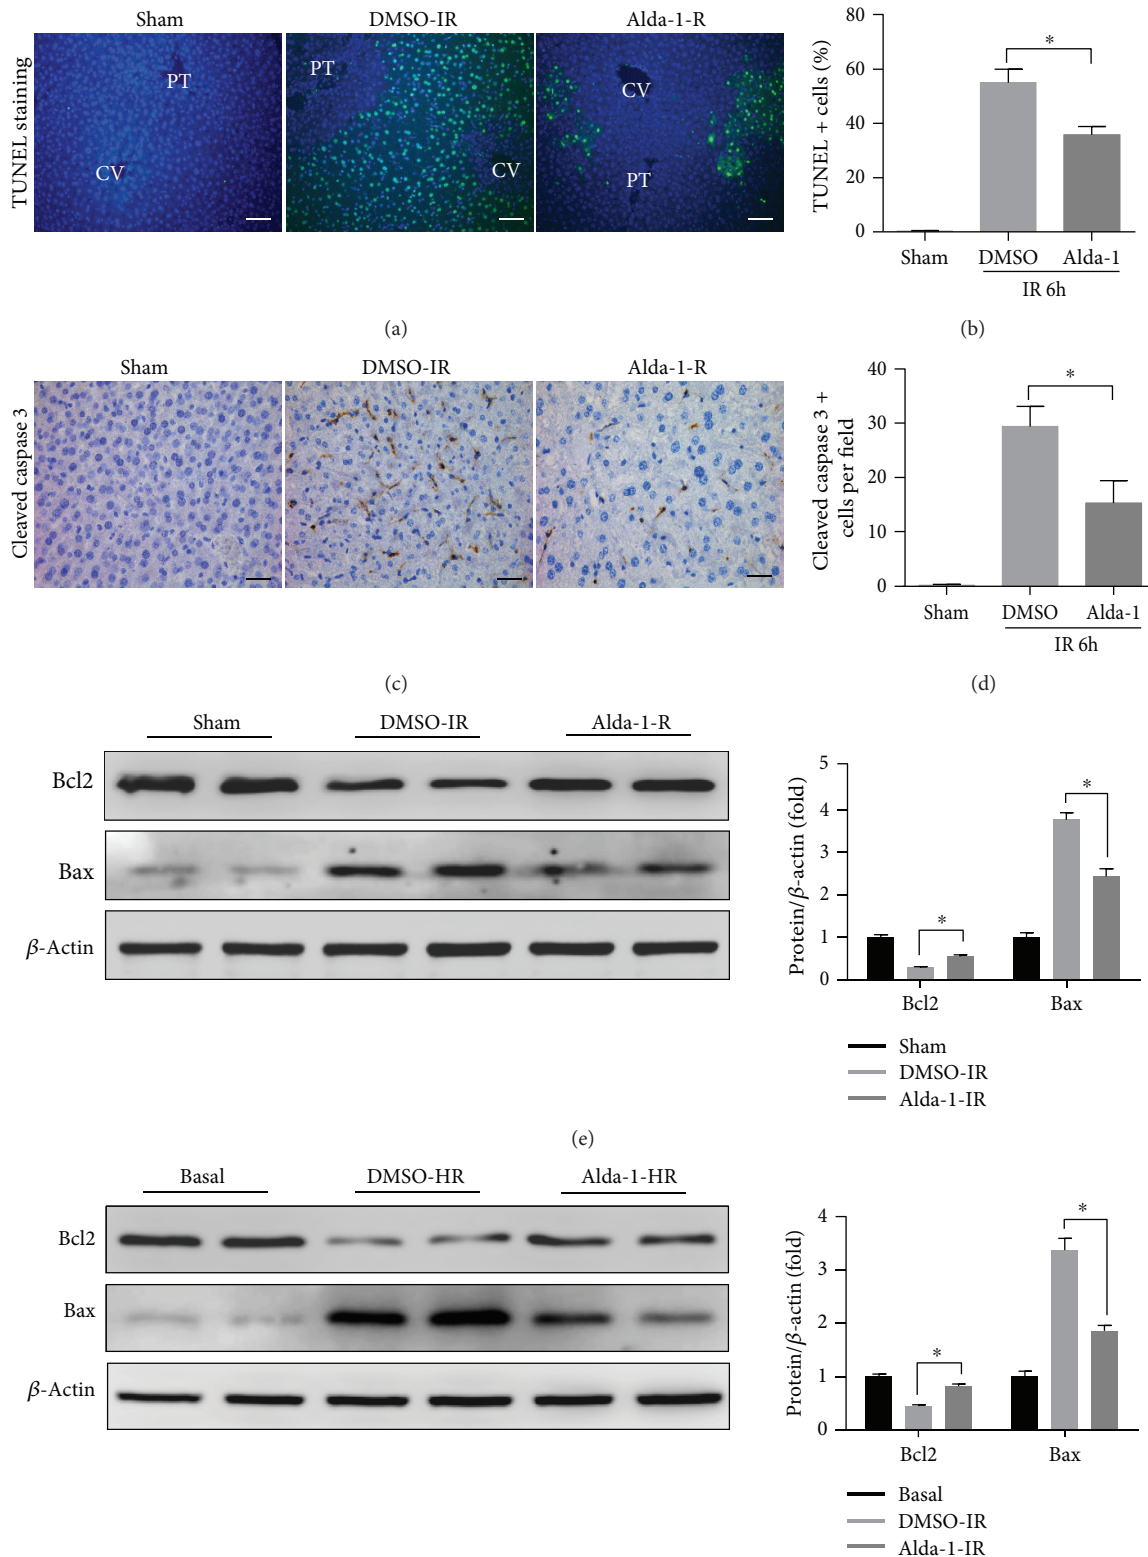 Sham DMSO-IR Alda-1-R
TUNEL staining
PT
CV
PT
CV
CV
PT
(a)
TUNEL + cells (%)
80
60
40
20
0
*
Sham DMSO Alda-1
IR 6h
(b)
Sham DMSO-IR Alda-1-R
Cleaved caspase 3
(c)
Cleaved caspase 3 +
cells per field
40
30
20
10
0
*
Sham DMSO Alda-1
IR 6h
(d)
Sham DMSO-IR Alda-1-R
Bcl2
Bax
β-Actin
Protein/β-actin (fold)
5
4
3
2
1
0
*
*
Bcl2 Bax
Sham
DMSO-IR
Alda-1-IR
(e)
Basal DMSO-HR Alda-1-HR
Bcl2
Bax
β-Actin
Protein/β-actin (fold)
4
3
2
1
0
*
*
Bcl2 Bax
Basal
DMSO-IR
Alda-1-IR